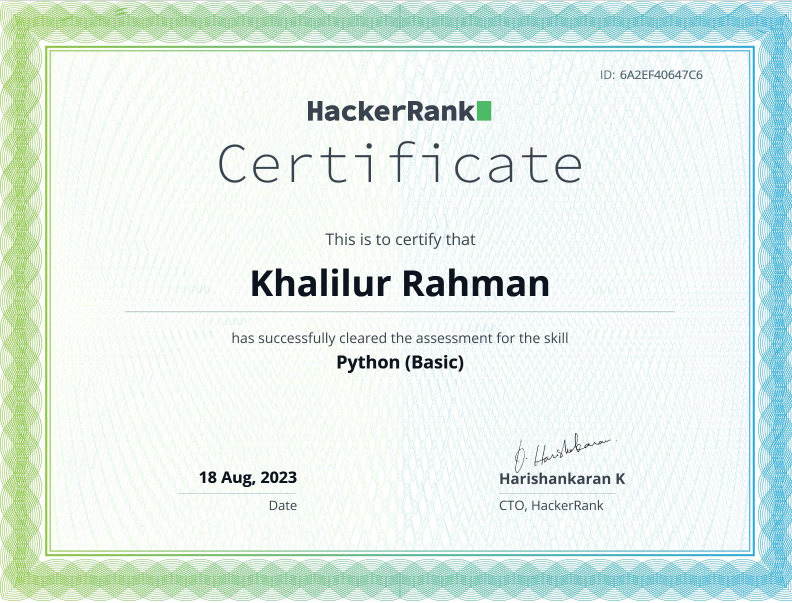 ID: 6A2EF40647C6
HackerRank
Certificate
This is to certify that
Khalilur Rahman
has successfully cleared the assessment for the skill
Python (Basic)
18 Aug, 2023
Date
Harishankaran K
CTO, HackerRank